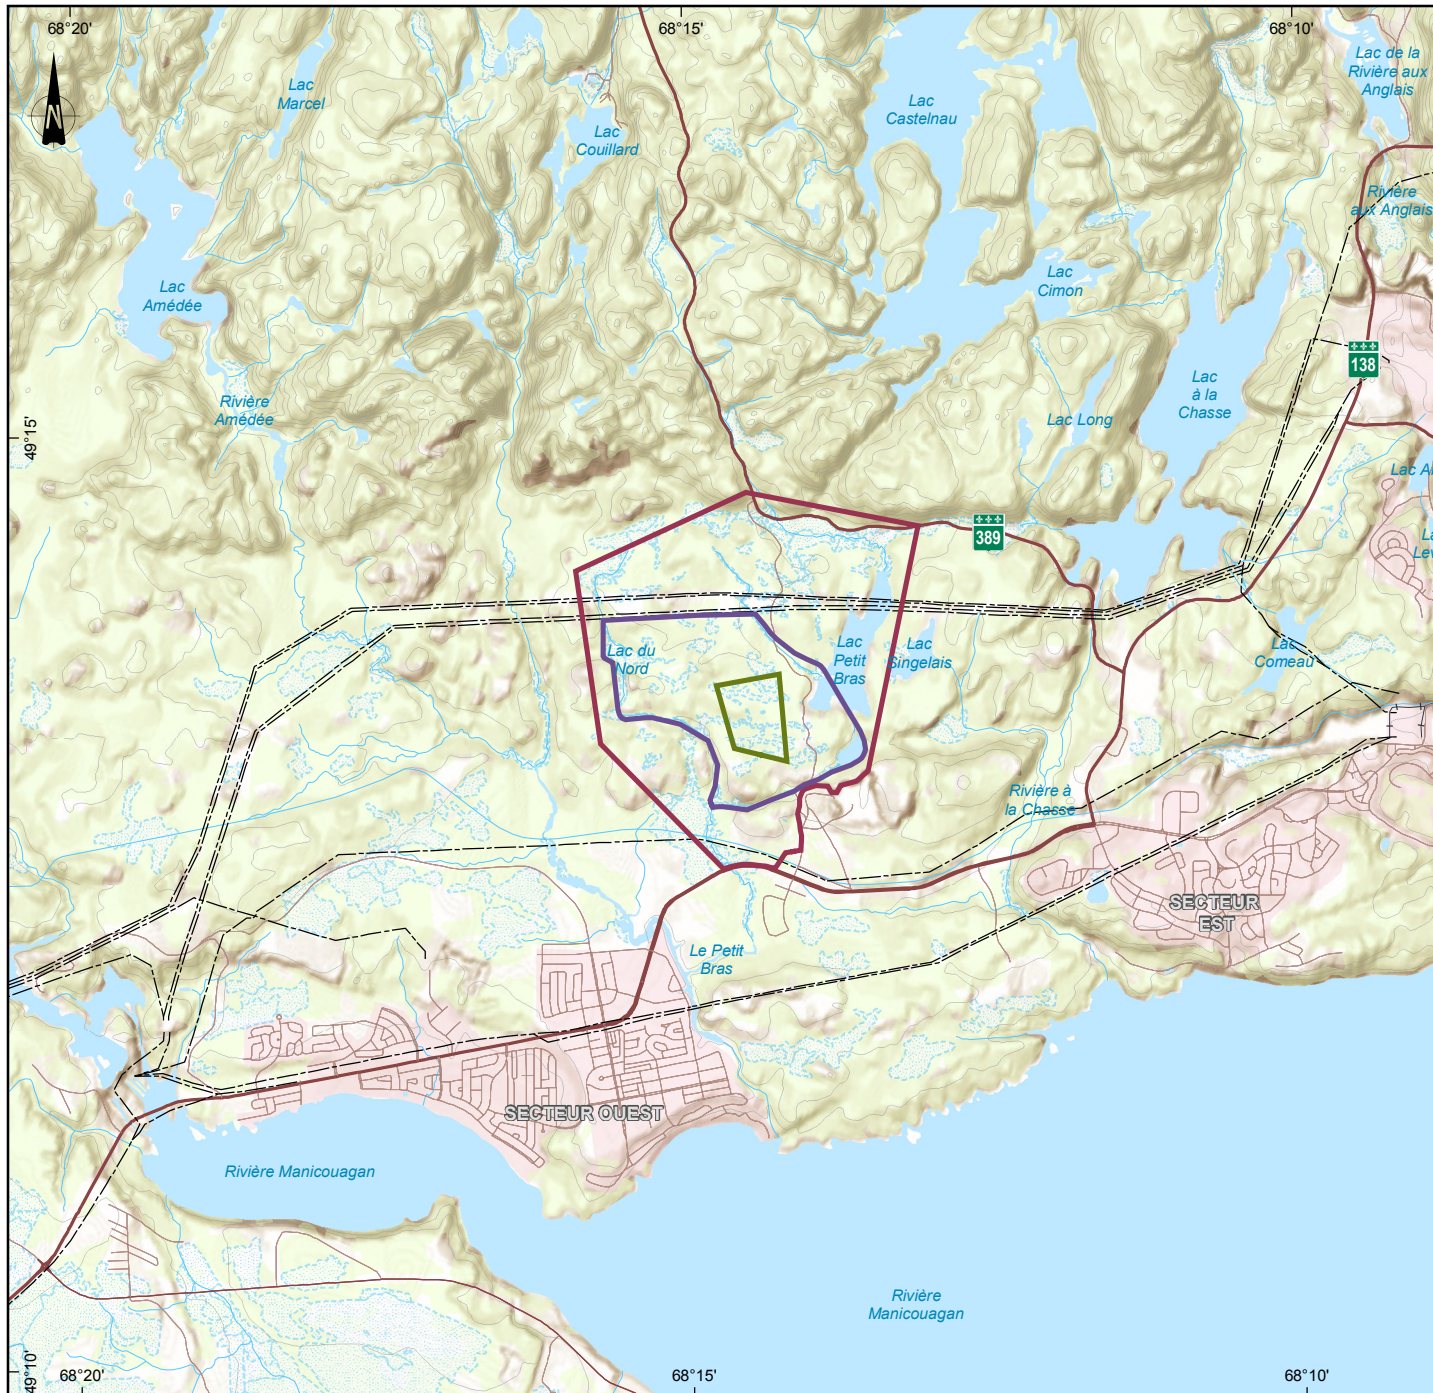 68°20'
68°15'
68°10'
N
Lac
Marcel
Lac
Couillard
Lac
Castelnau
Lac de la
Rivière aux
Anglais
Rivière
aux Anglais
Lac
Amédée
Lac
Cimon
138
Rivière
Amédée
Lac
à la
Chasse
Lac Long
49°15'
389
Lac du
Nord
Lac
Petit
Bras
Lac
Singelais
Lac
Comeau
Rivière à
la Chasse
SECTEUR
EST
Le Petit
Bras
SECTEUR OUEST
Rivière Manicouagan
Rivière
Manicouagan
49°10'
68°20'
68°15'
68°10'